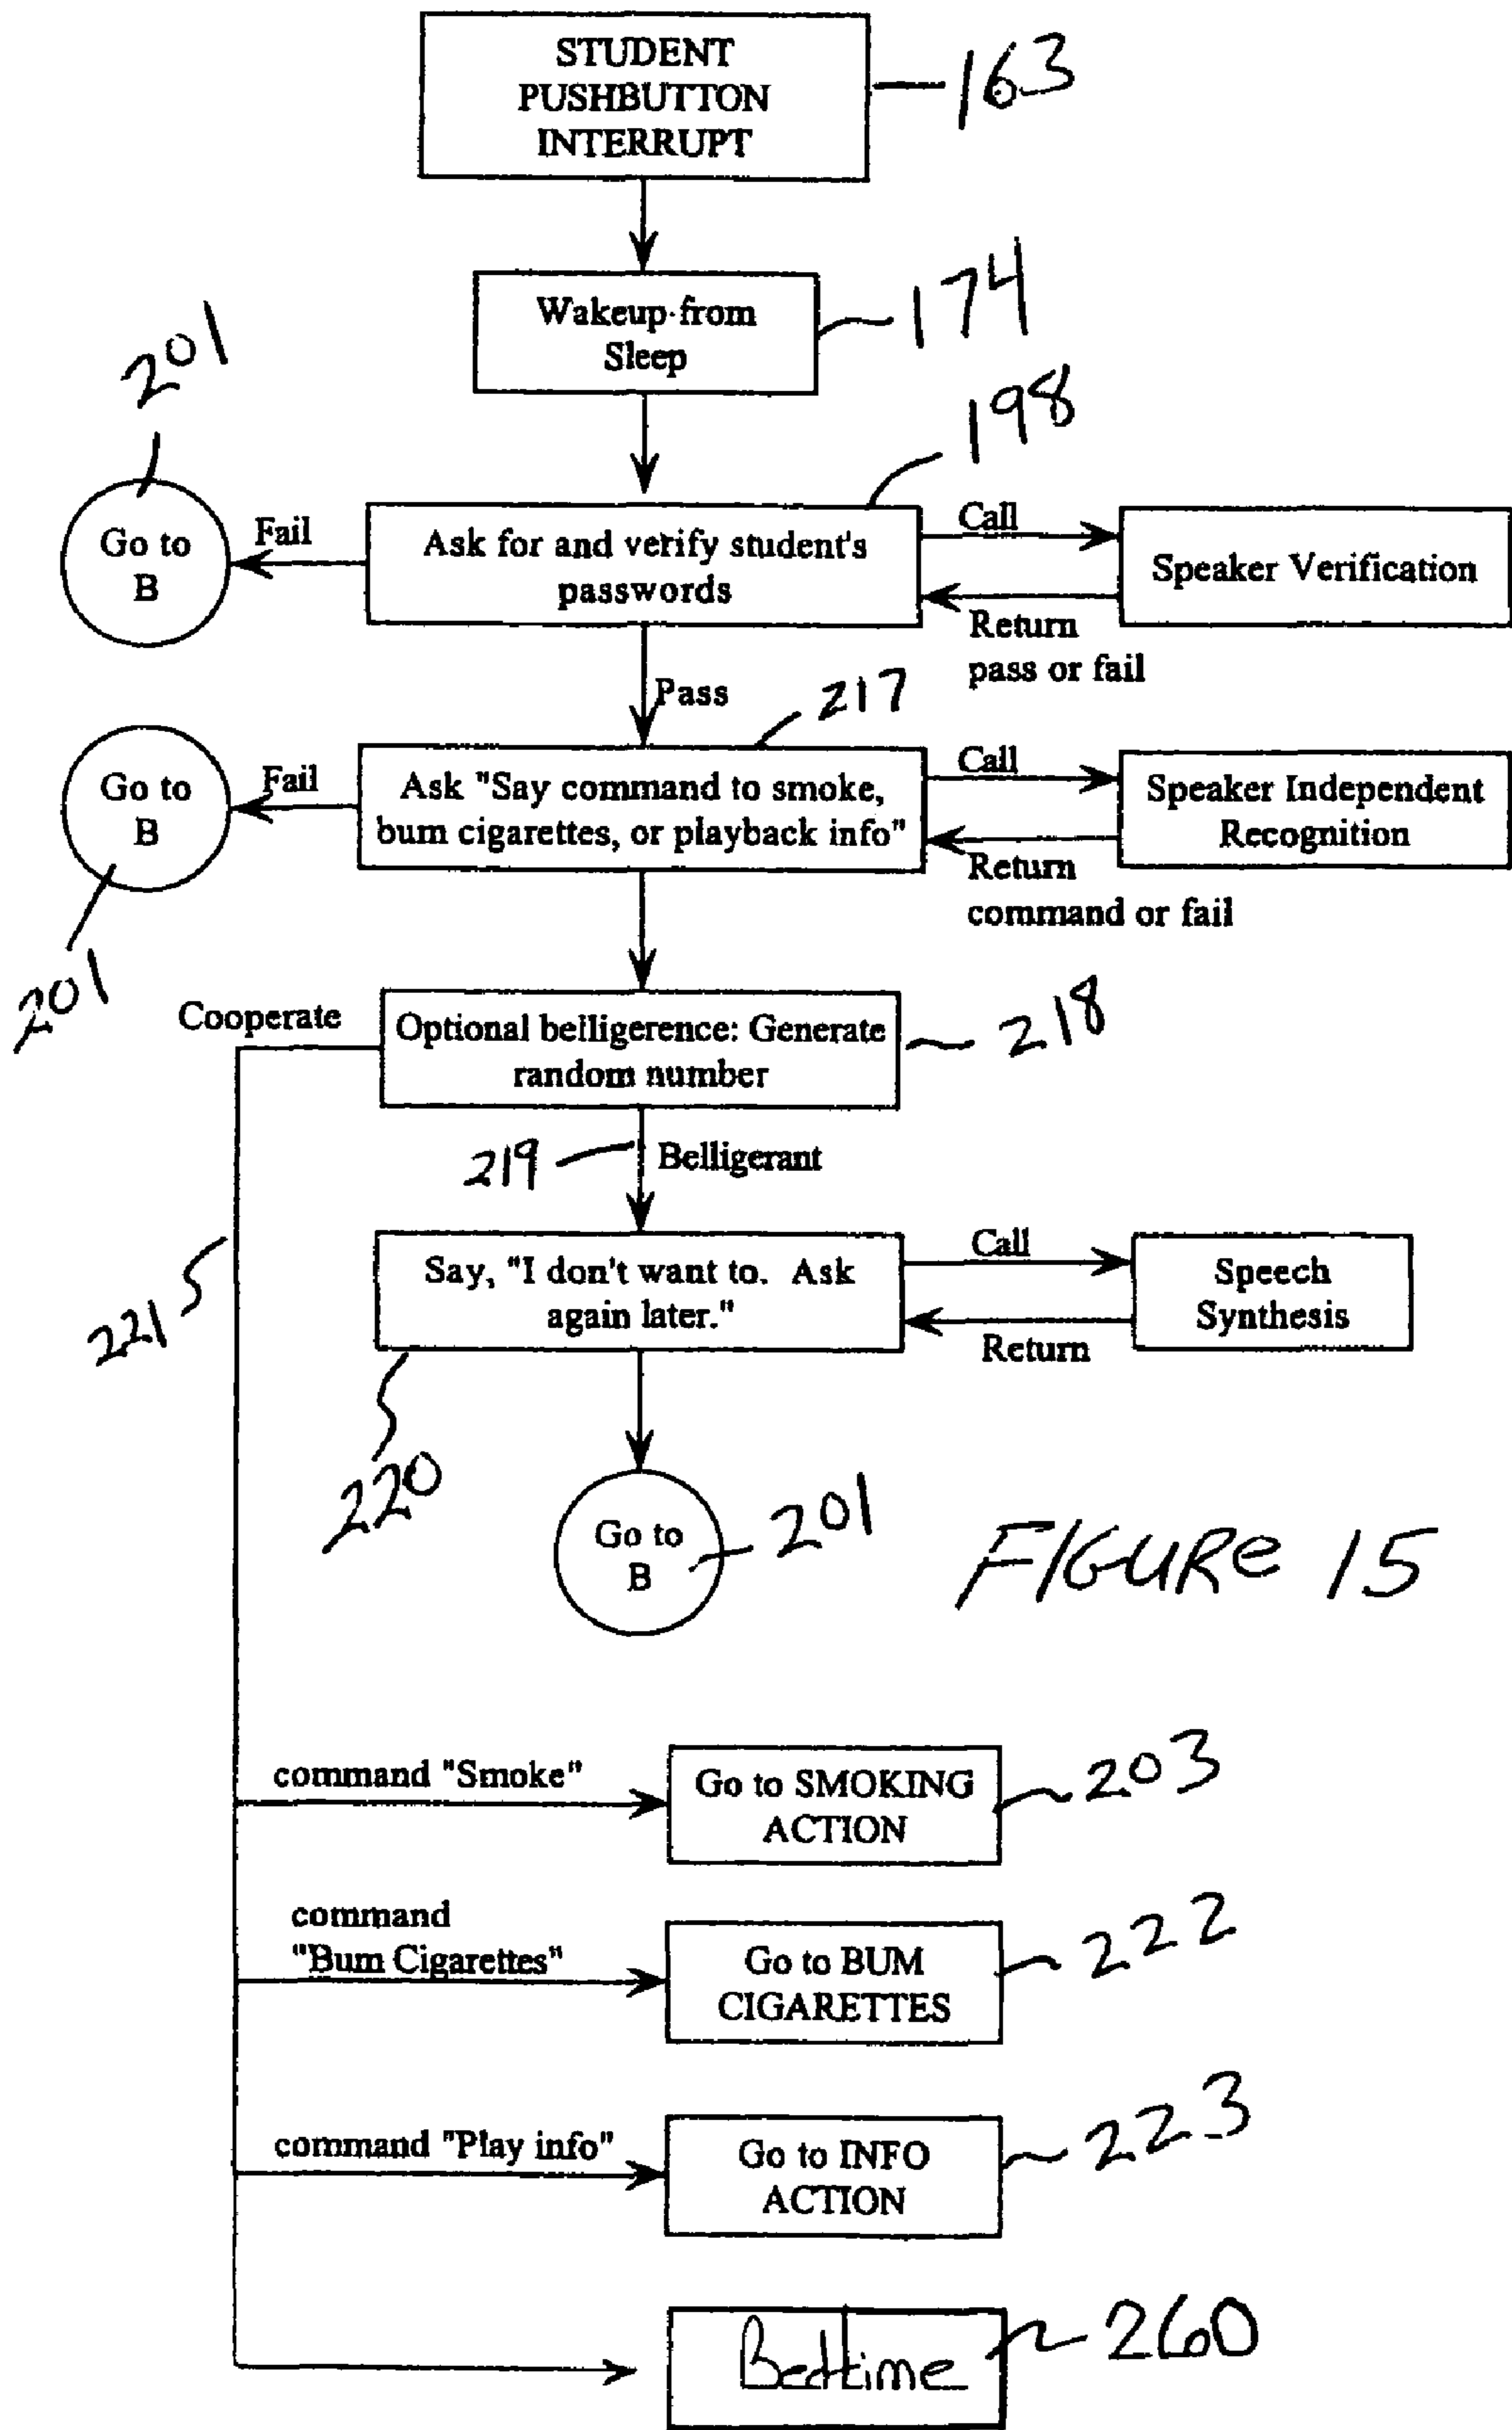 STUDENT
PUSHBUTTON
INTERRUPT
163
Wakeup from
Sleep
174
201
198
Go to
B
Fail
Ask for and verify student's
passwords
Call
Speaker Verification
Return
pass or fail
Pass
217
Go to
B
Fail
Ask "Say command to smoke,
bum cigarettes, or playback info"
Call
Speaker Independent
Recognition
Return
command or fail
201
Cooperate
Optional belligerence: Generate
random number
218
219
Belligerant
221
Say, "I don't want to. Ask
again later."
Call
Speech
Synthesis
Return
220
Go to
B
201
FIGURE 15
command "Smoke"
Go to SMOKING
ACTION
203
command
"Bum Cigarettes"
Go to BUM
CIGARETTES
222
command "Play info"
Go to INFO
ACTION
223
Bedtime
260